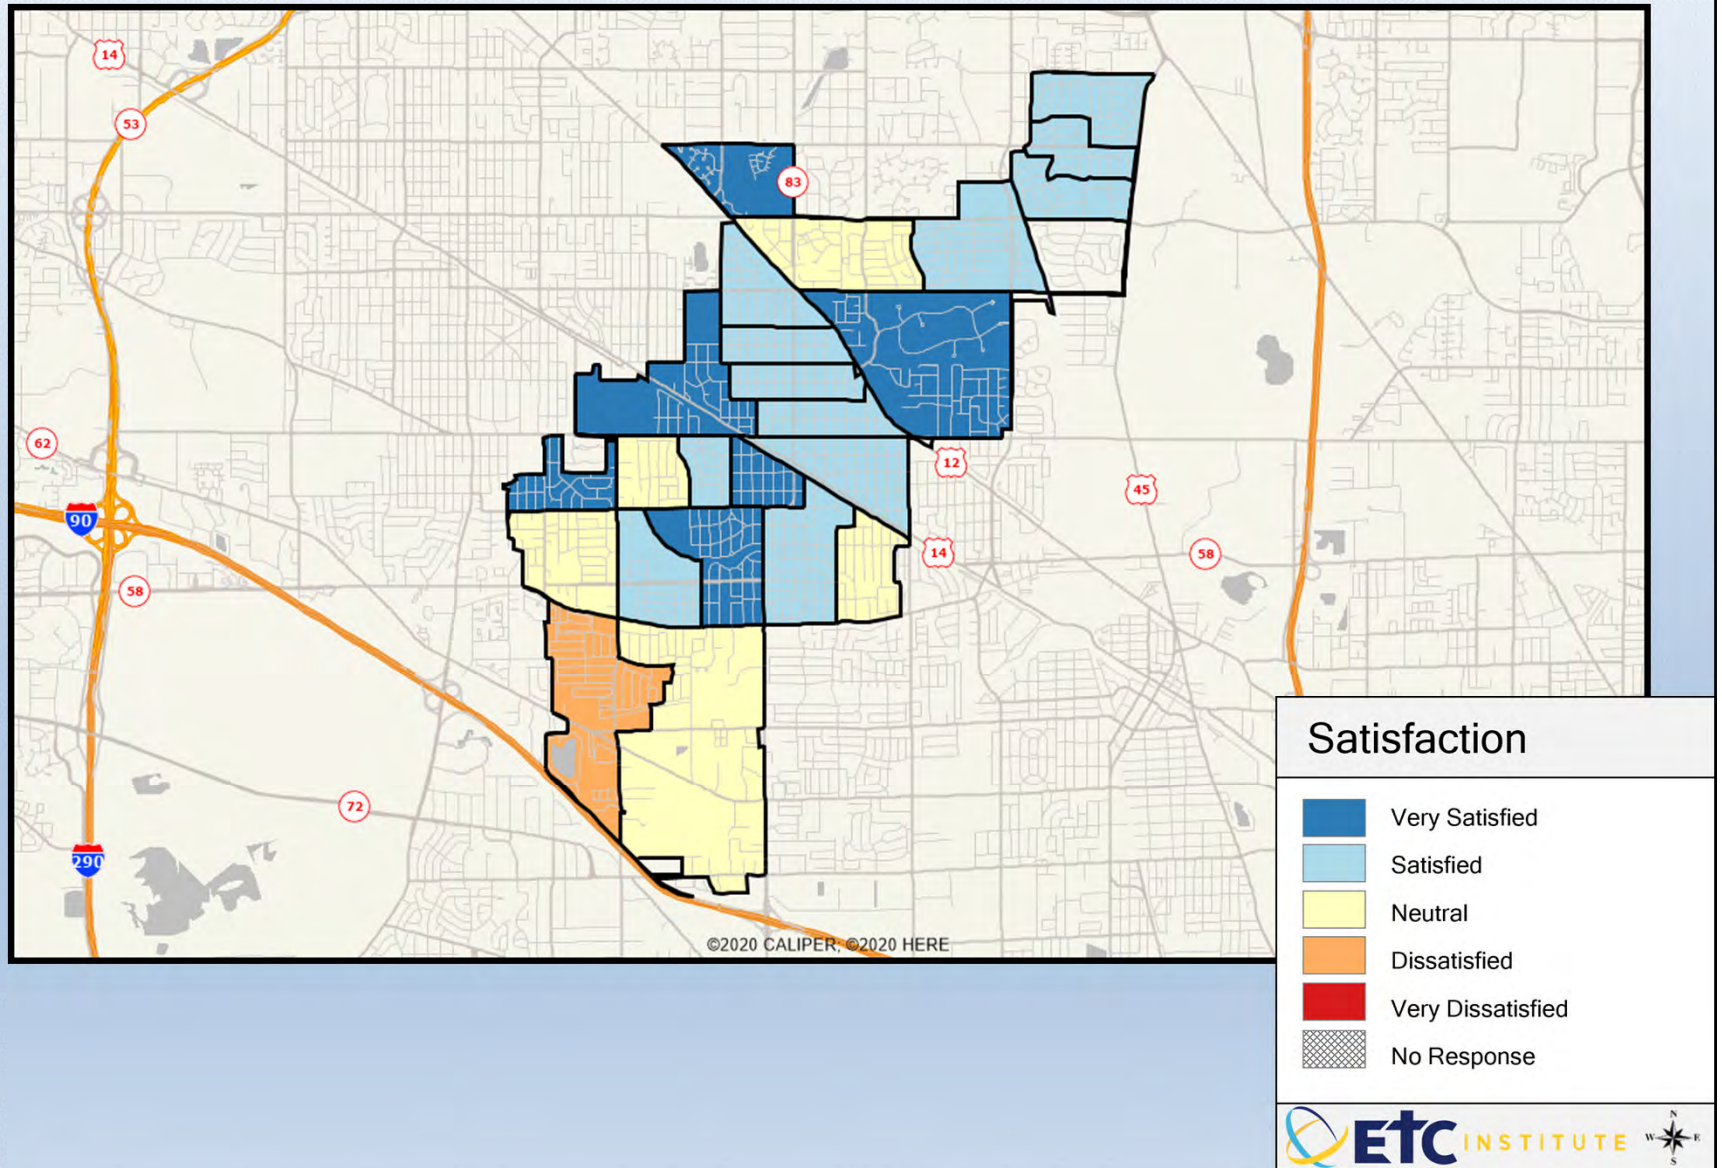 14
53
83
62
12
45
90
14
58
58
72
290
©2020 CALIPER; ©2020 HERE
Satisfaction
Very Satisfied
Satisfied
Neutral
Dissatisfied
Very Dissatisfied
No Response
ETC INSTITUTE
N
W E
S